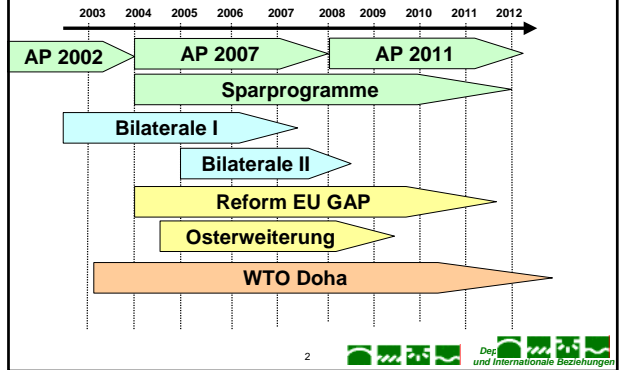 2003 2004 2005 2006 2007 2008 2009 2010 2011 2012
AP 2002 AP 2007 AP 2011
Sparprogramme
Bilaterale I
Bilaterale II
Reform EU GAP
Osterweiterung
WTO Doha
2
und Internationale Beziehungen